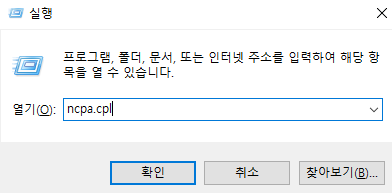 실행
프로그램, 폴더, 문서, 또는 인터넷 주소를 입력하여 해당 항
목을 열 수 있습니다.
열기(O): ncpa.cpl
확인 취소 찾아보기(B)...